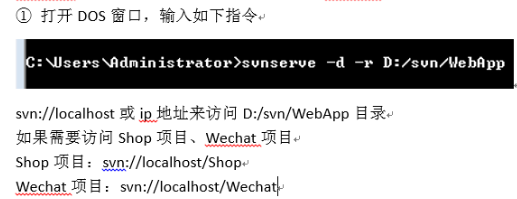 ① 打开 DOS 窗口，输入如下指令
C:\Users\Administrator>svnserve -d -r D:/svn/WebApp
svn://localhost 或 ip 地址来访问 D:/svn/WebApp 目录
如果需要访问 Shop 项目、Wechat 项目
Shop 项目：svn://localhost/Shop
Wechat 项目：svn://localhost/Wechat